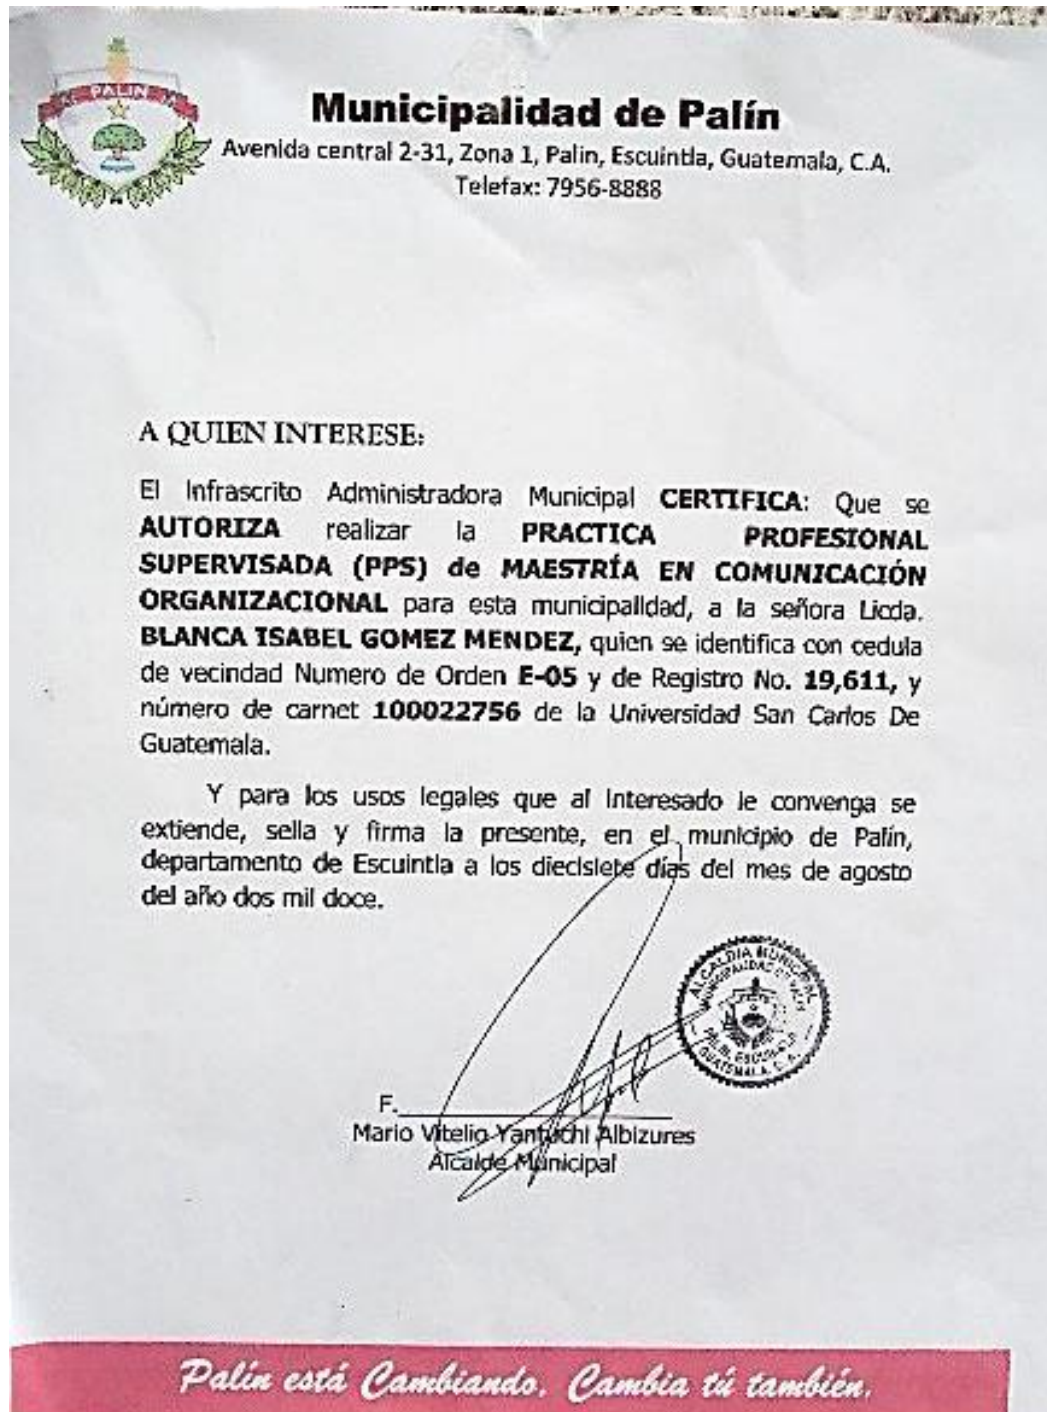 PALIN
Municipalidad de Palín
Avenida central 2-31, Zona 1, Palin, Escuintla, Guatemala, C.A.
Telefax: 7956-8888
A QUIEN INTERESE:
El Infrascrito Administradora Municipal CERTIFICA: Que se
AUTORIZA realizar la PRACTICA PROFESIONAL
SUPERVISADA (PPS) de MAESTRÍA EN COMUNICACIÓN
ORGANIZACIONAL para esta municipalidad, a la señora Licda.
BLANCA ISABEL GOMEZ MENDEZ, quien se identifica con cedula
de vecindad Numero de Orden E-05 y de Registro No. 19,611, y
número de carnet 100022756 de la Universidad San Carlos De
Guatemala.
Y para los usos legales que al Interesado le convenga se
extiende, sella y firma la presente, en el municipio de Palín,
departamento de Escuintla a los diecisiete días del mes de agosto
del año dos mil doce.
ALCALDIA MUNICIPAL
MUNICIPALIDAD DE PALIN
PALIN, ESCUINTLA
GUATEMALA, C. A.
F.
Mario Vitelio Yantuchi Albizures
Alcalde Municipal
Palín está Cambiando. Cambia tú también.